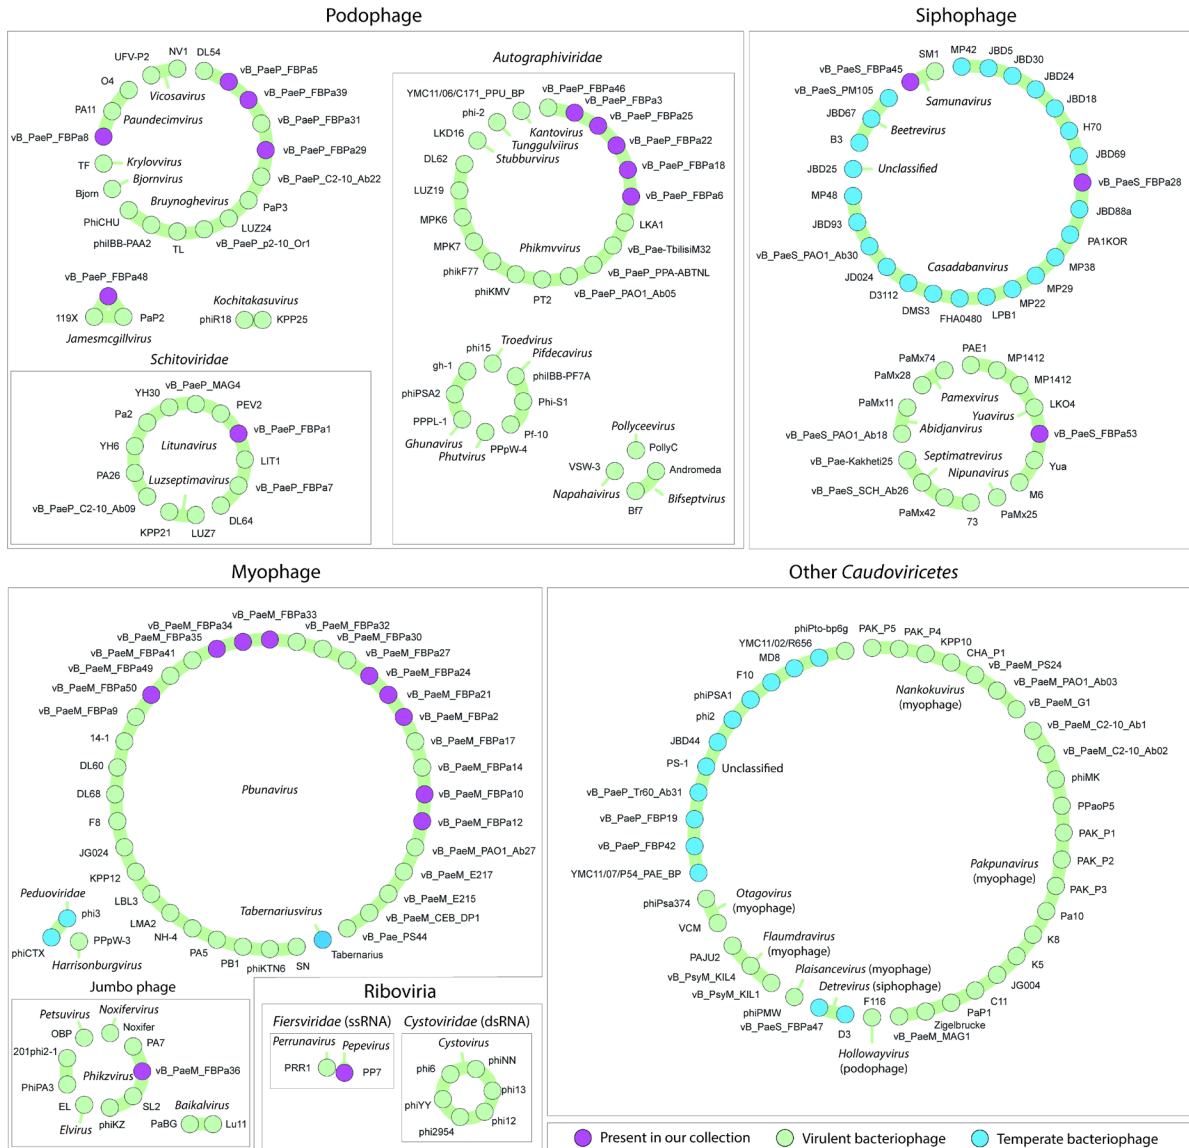 Podophage
Siphophage
NV1
DL54
UFV-P2
vB_PaeP_FBPa5
O4
vB_PaeP_FBPa39
Vicosavirus
PA11
vB_PaeP_FBPa31
Paundecimvirus
vB_PaeP_FBPa8
vB_PaeP_FBPa29
TF
Krylovvirus
vB_PaeP_C2-10_Ab22
Bjornvirus
Bjorn
Bruynoghevirus
PaP3
PhiCHU
LUZ24
phiIBB-PAA2
vB_PaeP_p2-10_Or1
TL
vB_PaeP_FBPa48
119X
PaP2
Jamesmcgillvirus
Kochitakasuvirus
phiR18
KPP25
Schitoviridae
vB_PaeP_MAG4
YH30
PEV2
Pa2
vB_PaeP_FBPa1
YH6
Litunavirus
LIT1
PA26
Luzseptimavirus
vB_PaeP_FBPa7
vB_PaeP_C2-10_Ab09
DL64
KPP21
LUZ7
Autographiviridae
YMC11/06/C171_PPU_BP
vB_PaeP_FBPa46
vB_PaeP_FBPa3
phi-2
vB_PaeP_FBPa25
LKD16
Kantovirus
Tunggulviirus
vB_PaeP_FBPa22
Stubburvirus
DL62
vB_PaeP_FBPa18
LUZ19
vB_PaeP_FBPa6
MPK6
LKA1
MPK7
Phikmvvirus
vB_Pae-TbilisiM32
phikF77
vB_PaeP_PPA-ABTNL
phiKMV
vB_PaeP_PAO1_Ab05
PT2
Troedvirus
phi15
Pifdecavirus
gh-1
phiIBB-PF7A
phiPSA2
Phi-S1
PPPL-1
Pf-10
Ghunavirus
PPpW-4
Phutvirus
Pollyceevirus
PollyC
VSW-3
Andromeda
Napahaivirus
Bifseptvirus
Bf7
SM1
MP42
JBD5
vB_PaeS_FBPa45
JBD30
vB_PaeS_PM105
JBD24
Samunavirus
JBD67
JBD18
Beetrevirus
B3
H70
JBD25
Unclassified
JBD69
MP48
vB_PaeS_FBPa28
JBD93
JBD88a
vB_PaeS_PAO1_Ab30
PA1KOR
JD024
Casadabanvirus
MP38
D3112
MP29
DMS3
MP22
FHA0480
LPB1
PAE1
PaMx74
MP1412
PaMx28
MP1412
Pamexvirus
PaMx11
LKO4
Yuavirus
Abidjanvirus
vB_PaeS_PAO1_Ab18
vB_PaeS_FBPa53
Septimatrevirus
vB_Pae-Kakheti25
Nipunavirus
Yua
vB_PaeS_SCH_Ab26
M6
PaMx42
PaMx25
73
Myophage
Other Caudoviricetes
vB_PaeM_FBPa33
vB_PaeM_FBPa34
vB_PaeM_FBPa32
vB_PaeM_FBPa35
vB_PaeM_FBPa30
vB_PaeM_FBPa41
vB_PaeM_FBPa27
vB_PaeM_FBPa49
vB_PaeM_FBPa24
vB_PaeM_FBPa50
vB_PaeM_FBPa21
vB_PaeM_FBPa9
vB_PaeM_FBPa2
14-1
vB_PaeM_FBPa17
DL60
vB_PaeM_FBPa14
DL68
Pbunavirus
vB_PaeM_FBPa10
F8
vB_PaeM_FBPa12
JG024
vB_PaeM_PAO1_Ab27
KPP12
vB_PaeM_E217
LBL3
vB_PaeM_E215
LMA2
vB_PaeM_CEB_DP1
NH-4
vB_Pae_PS44
PA5
Tabernariusvirus
PB1
Tabernarius
phiKTN6
SN
Peduoviridae
phi3
PPpW-3
phiCTX
Harrisonburgvirus
Jumbo phage
Noxifervirus
Petsuvirus
OBP
Noxifer
201phi2-1
PA7
Phikzvirus
vB_PaeM_FBPa36
PhiPA3
EL
SL2
Baikalvirus
Elvirus
phiKZ
PaBG
Lu11
Riboviria
Fiersviridae (ssRNA)
Perrunavirus
Pepevirus
PRR1
PP7
Cystoviridae (dsRNA)
Cystovirus
phiNN
phi6
phi13
phiYY
phi12
phi2954
phiPto-bp6g
PAK_P5
YMC11/02/R656
PAK_P4
MD8
KPP10
F10
CHA_P1
phiPSA1
vB_PaeM_PS24
phi2
Nankokuvirus
(myophage)
vB_PaeM_PAO1_Ab03
JBD44
vB_PaeM_G1
PS-1
Unclassified
vB_PaeM_C2-10_Ab1
vB_PaeP_Tr60_Ab31
vB_PaeM_C2-10_Ab02
vB_PaeP_FBP19
phiMK
vB_PaeP_FBP42
PPaoP5
YMC11/07/P54_PAE_BP
PAK_P1
Pakpunavirus
(myophage)
PAK_P2
PAK_P3
phiPsa374
Otagovirus
(myophage)
Pa10
VCM
K8
Flaumdravirus
(myophage)
PAJU2
K5
vB_PsyM_KIL4
Plaisancevirus (myophage)
JG004
vB_PsyM_KIL1
Detrevirus (siphophage)
C11
phiPMW
F116
PaP1
vB_PaeS_FBPa47
Zigelbrucke
D3
vB_PaeM_MAG1
Hollowayvirus
(podophage)
Present in our collection
Virulent bacteriophage
Temperate bacteriophage